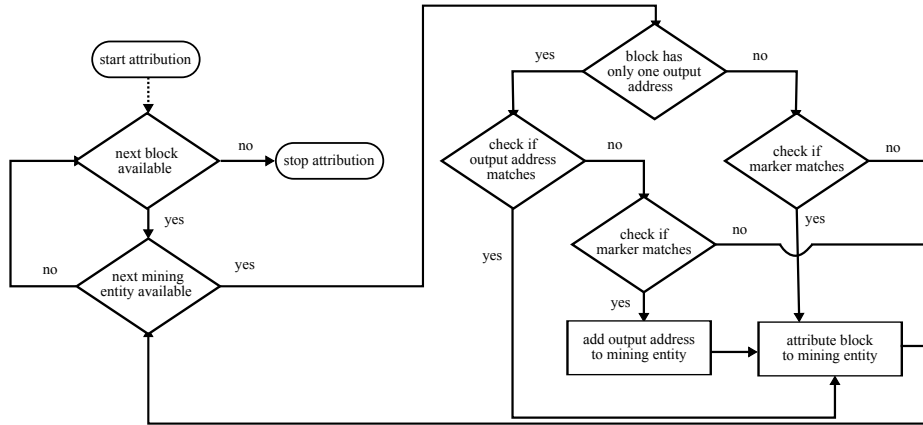 start attribution
next block
available
no
stop attribution
yes
next mining
entity available
no
yes
block has
only one output
address
yes
no
check if
output address
matches
no
yes
check if
marker matches
no
yes
check if
marker matches
no
yes
add output address
to mining entity
attribute block
to mining entity